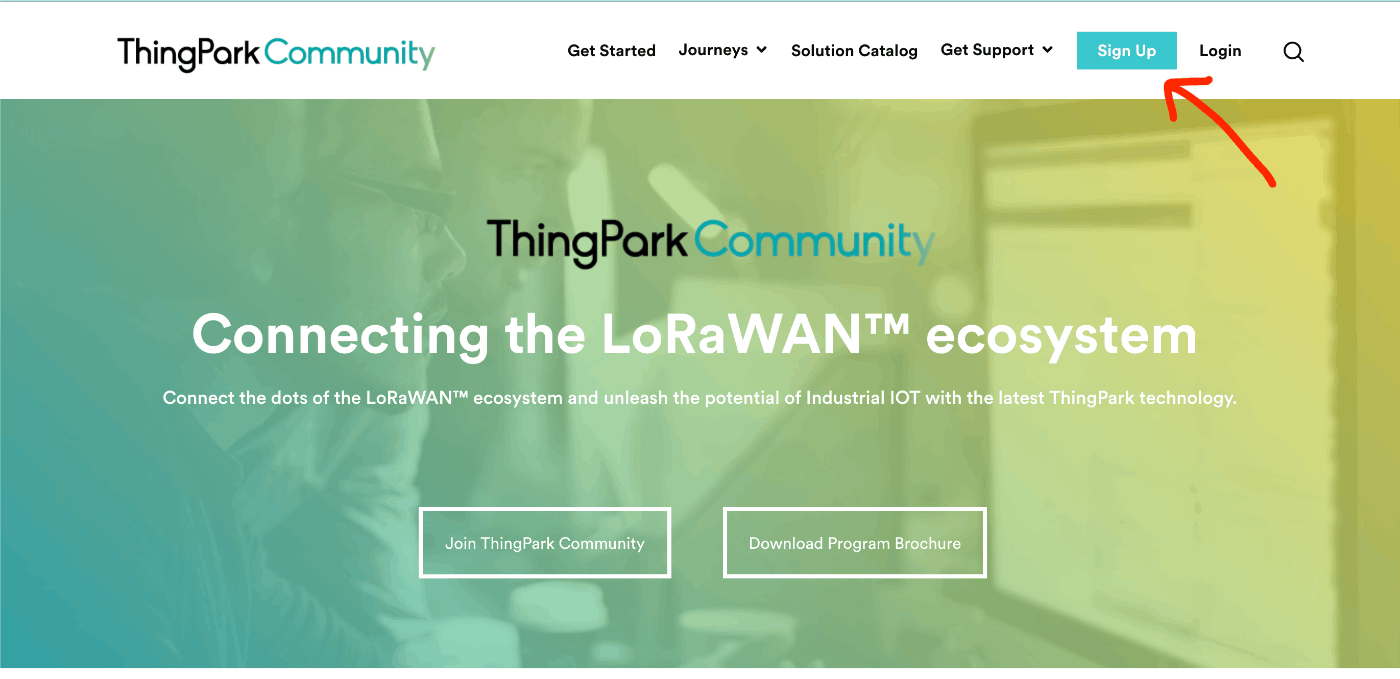 ThingPark Community
Get Started Journeys Solution Catalog Get Support Sign Up Login
ThingPark Community
Connecting the LoRaWAN™ ecosystem
Connect the dots of the LoRaWAN™ ecosystem and unleash the potential of Industrial IOT with the latest ThingPark technology.
Join ThingPark Community Download Program Brochure